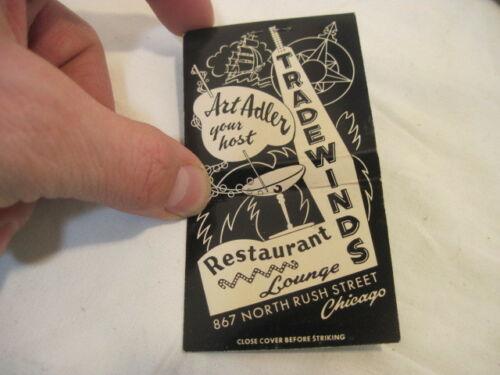 TRADEWINDS
Art Adler
your
host
Restaurant
Lounge
867 NORTH RUSH STREET
Chicago
CLOSE COVER BEFORE STRIKING